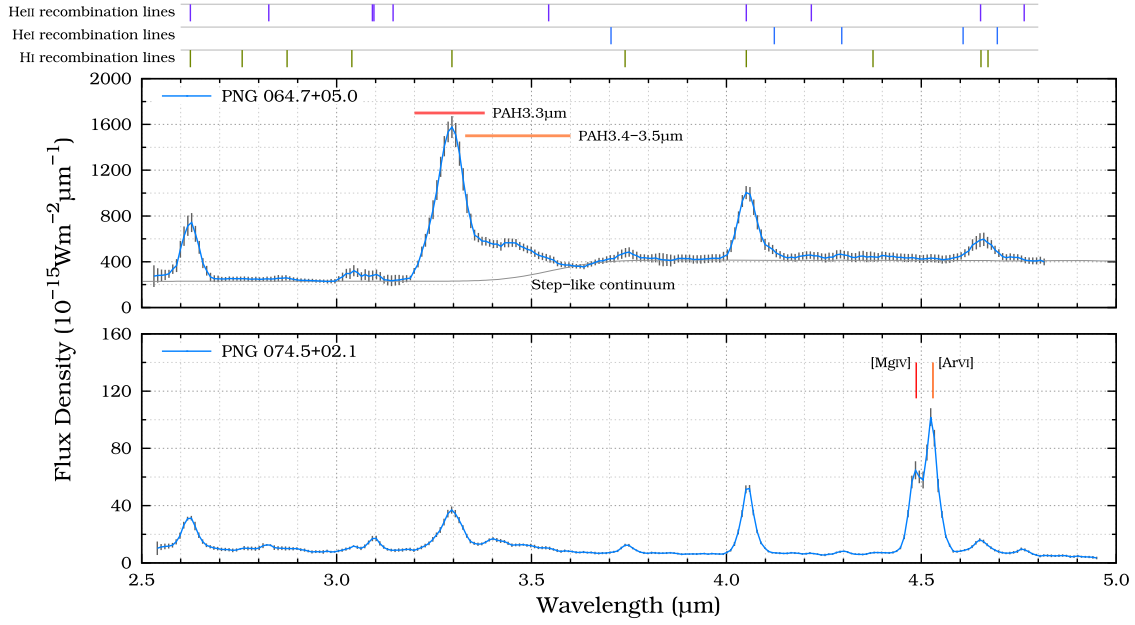 HeII recombination lines
HeI recombination lines
HI recombination lines
2000
1600
1200
800
400
0
PNG 064.7+05.0
PAH3.3µm
PAH3.4−3.5µm
Step−like continuum
Flux Density (10⁻¹⁵Wm⁻²µm⁻¹)
160
120
80
40
0
PNG 074.5+02.1
[MgIV]
[ArVI]
2.5 3.0 3.5 4.0 4.5 5.0
Wavelength (µm)